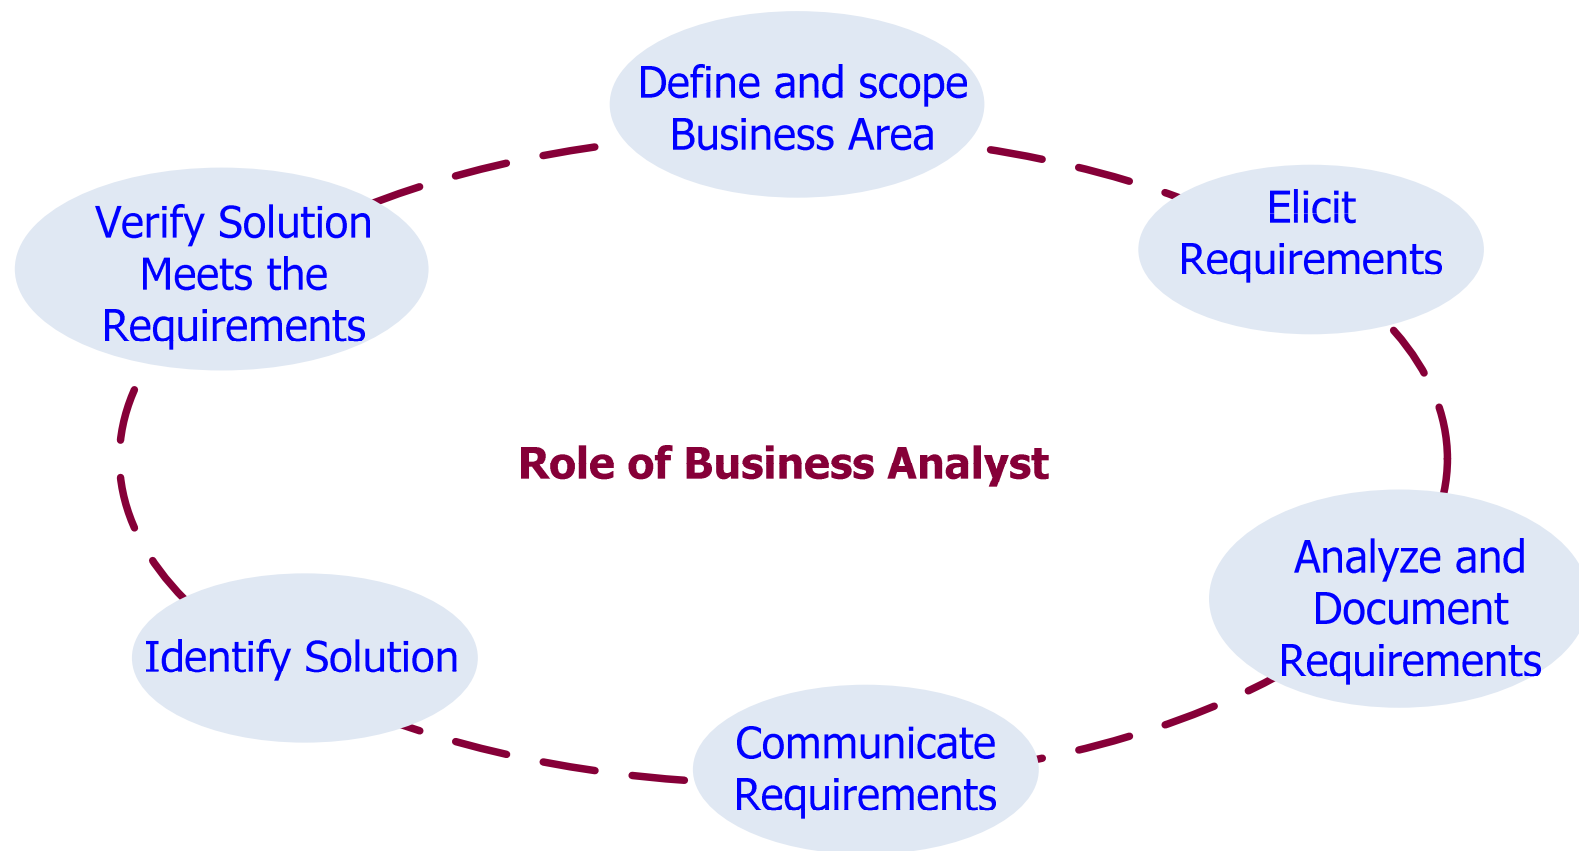 Define and scope
Business Area
Elicit
Requirements
Analyze and
Document
Requirements
Communicate
Requirements
Identify Solution
Verify Solution
Meets the
Requirements
Role of Business Analyst